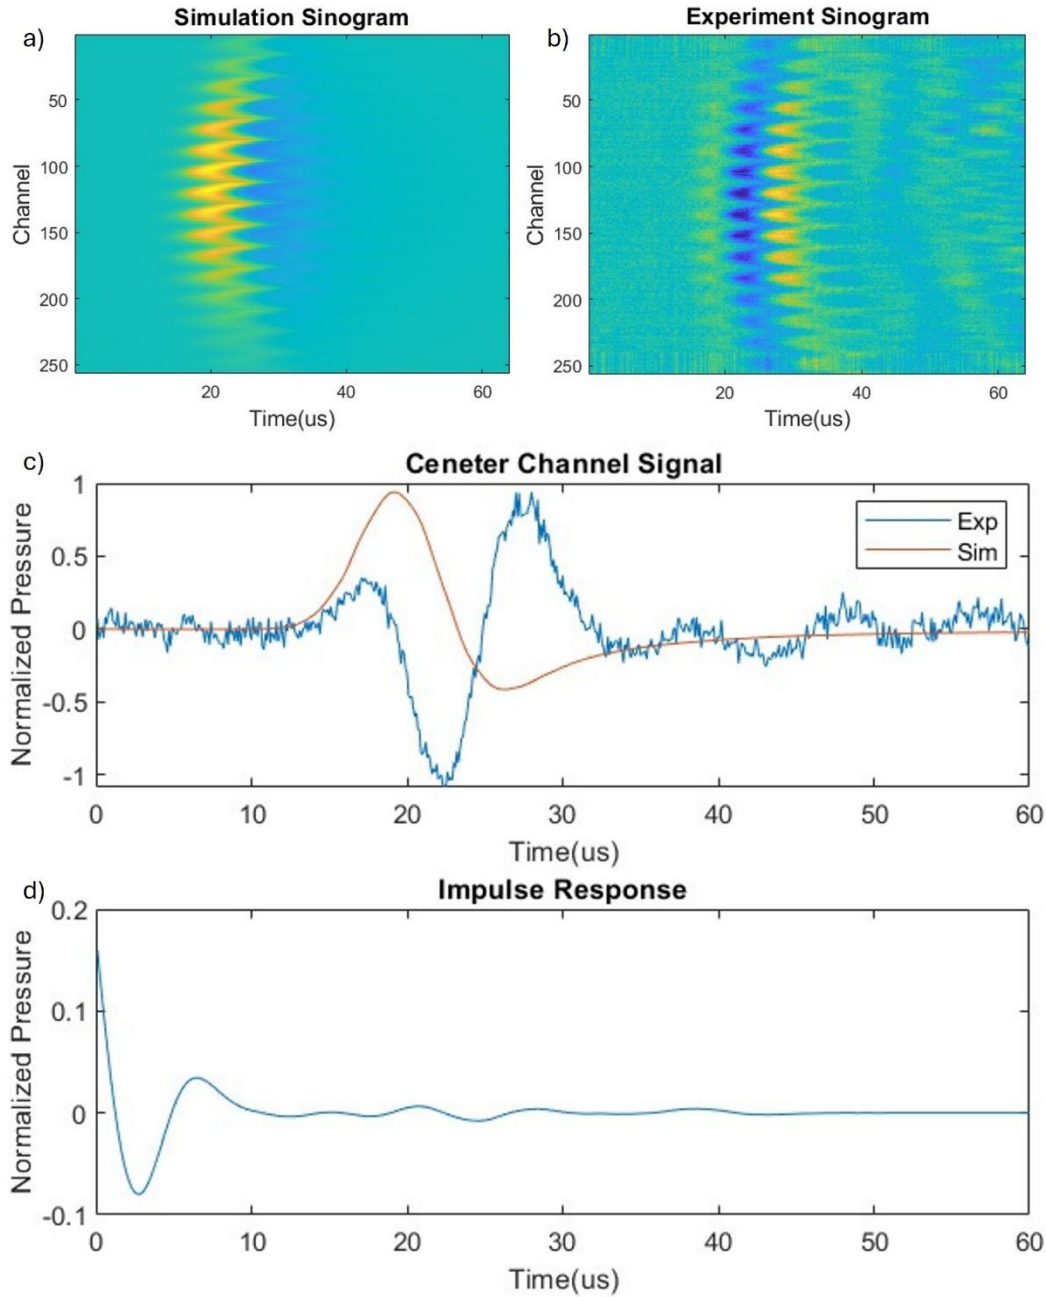 Simulation Sinogram
Experiment Sinogram
a)
b)
50
100
150
200
250
Channel
20
40
60
Time(us)
50
100
150
200
250
Channel
20
40
60
Time(us)
c)
Ceneter Channel Signal
1
0.5
0
-0.5
-1
Normalized Pressure
Exp
Sim
0
10
20
30
40
50
60
Time(us)
d)
Impulse Response
0.2
0.1
0
-0.1
Normalized Pressure
0
10
20
30
40
50
60
Time(us)